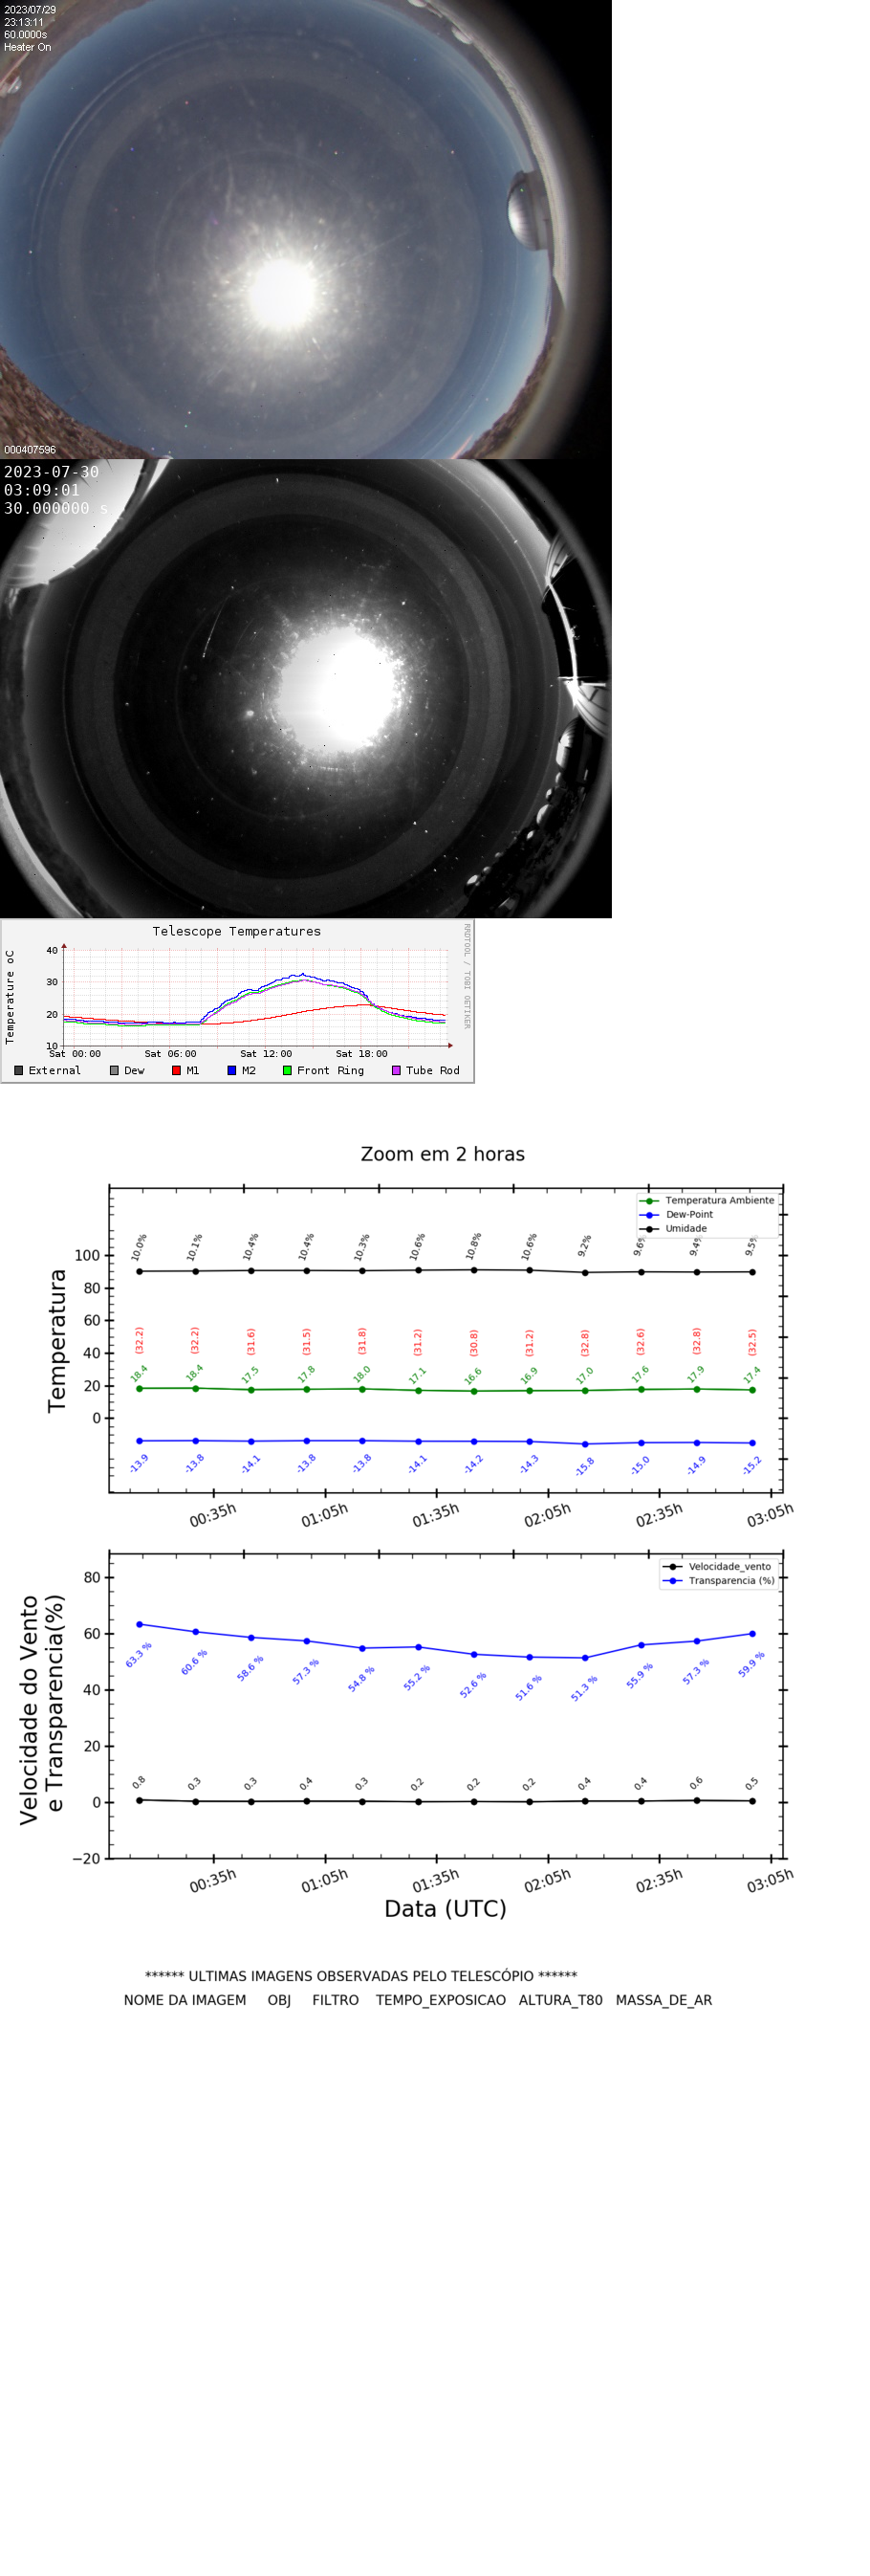 2023/07/29
23:13:11
60.0000s
Heater On
000407596
2023-07-30
03:09:01
30.000000 s
Telescope Temperatures
RRDTOOL / TOBI OETIKER
Temperature oC
40
30
20
10
Sat 00:00 Sat 06:00 Sat 12:00 Sat 18:00
External Dew M1 M2 Front Ring Tube Rod
Zoom em 2 horas
Temperatura Ambiente
Dew-Point
Umidade
Temperatura
100
80
60
40
20
0
10.0% 10.1% 10.4% 10.4% 10.3% 10.6% 10.8% 10.6% 9.2% 9.6% 9.4% 9.5%
(32.2) (32.2) (31.6) (31.5) (31.8) (31.2) (30.8) (31.2) (32.8) (32.6) (32.8) (32.5)
18.4 18.4 17.5 17.8 18.0 17.1 16.6 16.9 17.0 17.6 17.9 17.4
-13.9 -13.8 -14.1 -13.8 -13.8 -14.1 -14.2 -14.3 -15.8 -15.0 -14.9 -15.2
00:35h 01:05h 01:35h 02:05h 02:35h 03:05h
Velocidade_vento
Transparencia (%)
Velocidade do Vento
e Transparencia(%)
80
60
40
20
0
−20
63.3 % 60.6 % 58.6 % 57.3 % 54.8 % 55.2 % 52.6 % 51.6 % 51.3 % 55.9 % 57.3 % 59.9 %
0.8 0.3 0.3 0.4 0.3 0.2 0.2 0.2 0.4 0.4 0.6 0.5
00:35h 01:05h 01:35h 02:05h 02:35h 03:05h
Data (UTC)
****** ULTIMAS IMAGENS OBSERVADAS PELO TELESCÓPIO ******
NOME DA IMAGEM OBJ FILTRO TEMPO_EXPOSICAO ALTURA_T80 MASSA_DE_AR